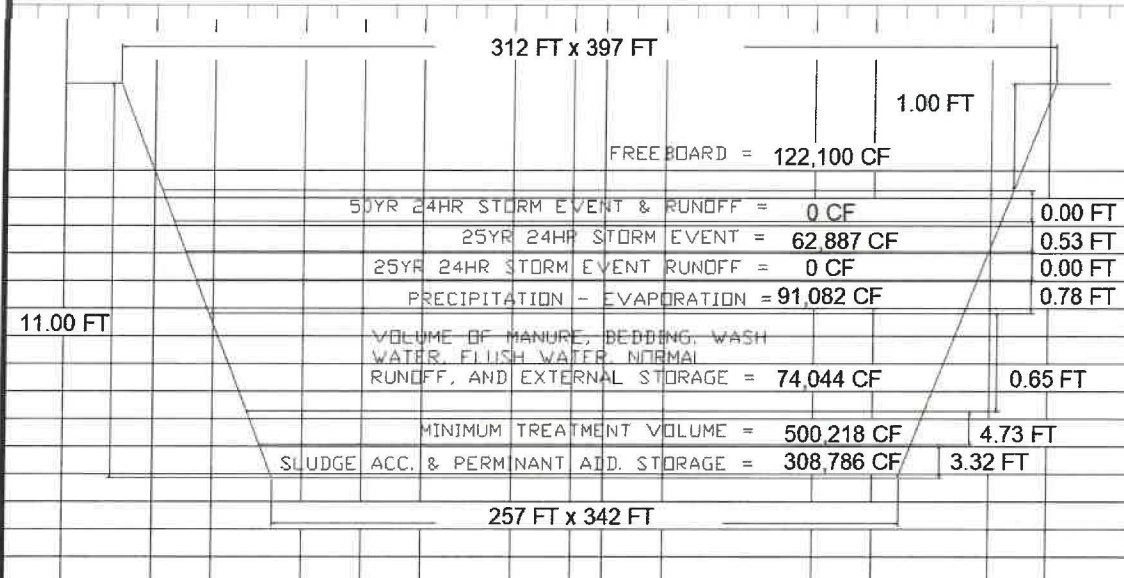 312 FT x 397 FT
1.00 FT
FREEBOARD = 122,100 CF
50YR 24HR STORM EVENT & RUNOFF = 0 CF 0.00 FT
25YR 24HR STORM EVENT = 62,887 CF 0.53 FT
25YR 24HR STORM EVENT RUNOFF = 0 CF 0.00 FT
PRECIPITATION - EVAPORATION = 91,082 CF 0.78 FT
11.00 FT
VOLUME OF MANURE, BEDDING, WASH
WATER, FLUSH WATER, NORMAL
RUNOFF, AND EXTERNAL STORAGE = 74,044 CF 0.65 FT
MINIMUM TREATMENT VOLUME = 500,218 CF 4.73 FT
SLUDGE ACC. & PERMINANT ADD. STORAGE = 308,786 CF 3.32 FT
257 FT x 342 FT